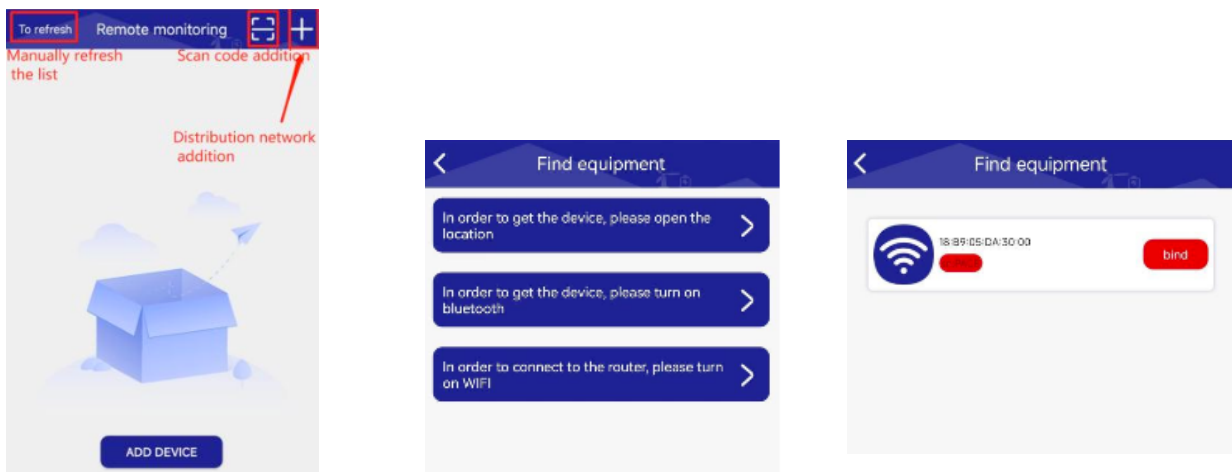 To refresh
Remote monitoring
Manually refresh
the list
Scan code addition
Distribution network
addition
ADD DEVICE
Find equipment
In order to get the device, please open the
location
In order to get the device, please turn on
bluetooth
In order to connect to the router, please turn
on WIFI
Find equipment
18:B9:05:DA:30:00
bind